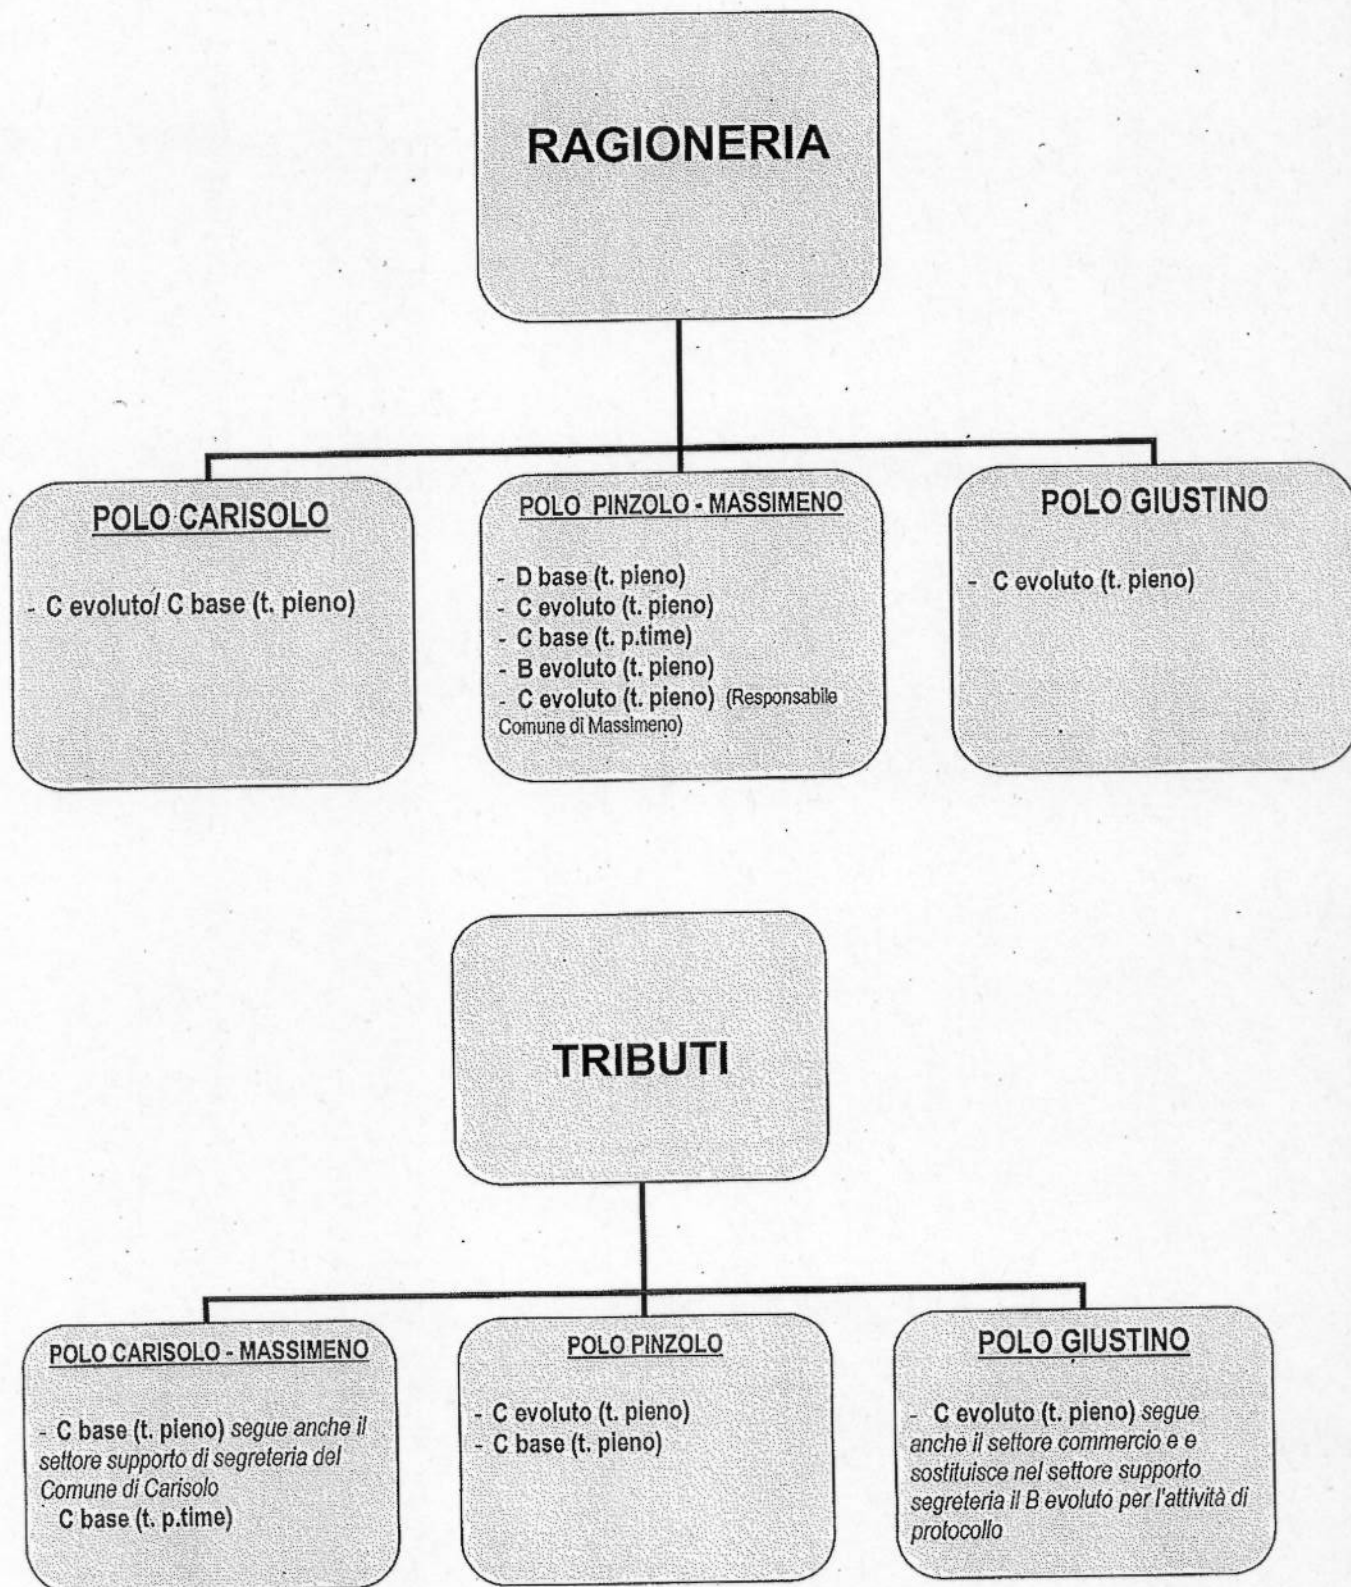 RAGIONERIA
POLO CARISOLO
- C evoluto/ C base (t. pieno)
POLO PINZOLO - MASSIMENO
- D base (t. pieno)
- C evoluto (t. pieno)
- C base (t. p.time)
- B evoluto (t. pieno)
- C evoluto (t. pieno) (Responsabile
Comune di Massimeno)
POLO GIUSTINO
- C evoluto (t. pieno)
TRIBUTI
POLO CARISOLO - MASSIMENO
- C base (t. pieno) segue anche il
settore supporto di segreteria del
Comune di Carisolo
C base (t. p.time)
POLO PINZOLO
- C evoluto (t. pieno)
- C base (t. pieno)
POLO GIUSTINO
- C evoluto (t. pieno) segue
anche il settore commercio e e
sostituisce nel settore supporto
segreteria il B evoluto per l'attività di
protocollo